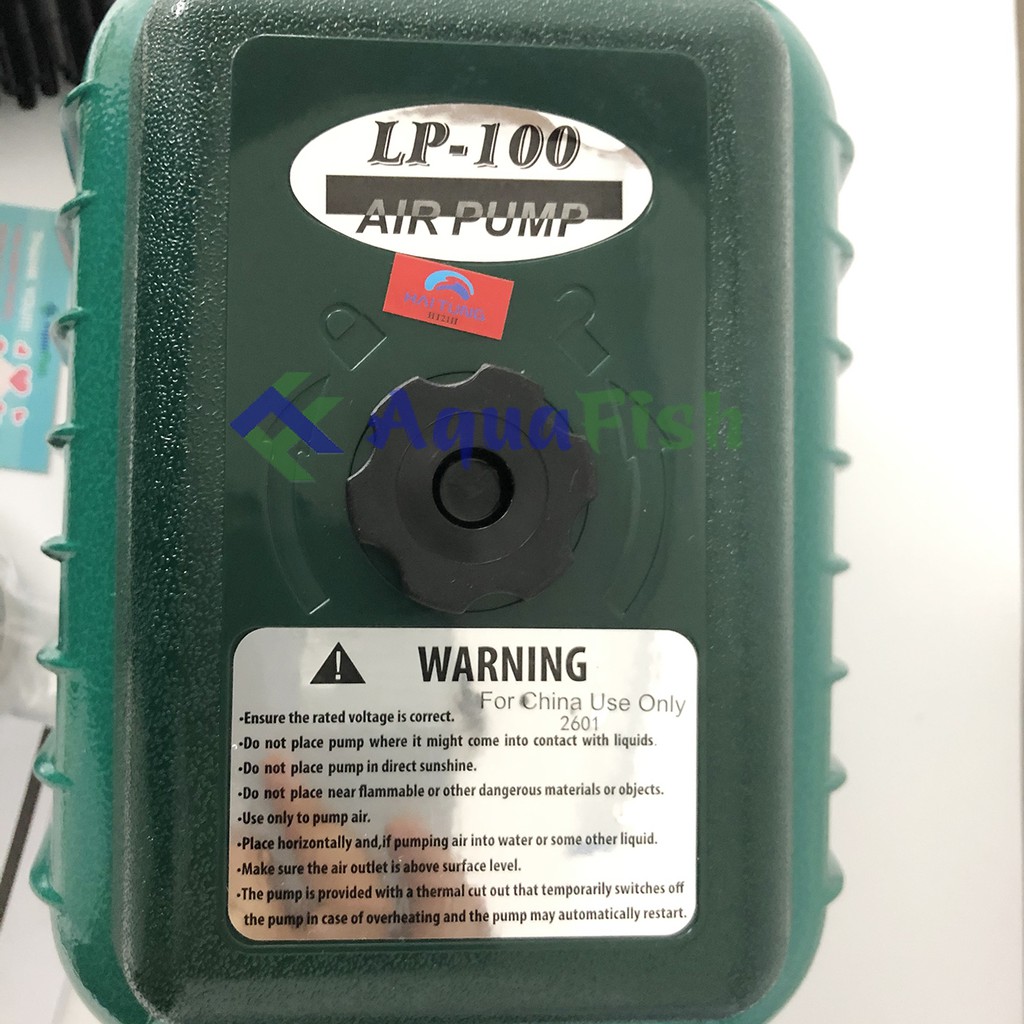 LP-100
AIR PUMP
HAI TUNG
H121H
AquaFish
WARNING
For China Use Only
2601
•Ensure the rated voltage is correct.
•Do not place pump where it might come into contact with liquids.
•Do not place pump in direct sunshine.
•Do not place near flammable or other dangerous materials or objects.
•Use only to pump air.
•Place horizontally and,if pumping air into water or some other liquid.
•Make sure the air outlet is above surface level.
•The pump is provided with a thermal cut out that temporarily switches off
the pump in case of overheating and the pump may automatically restart.